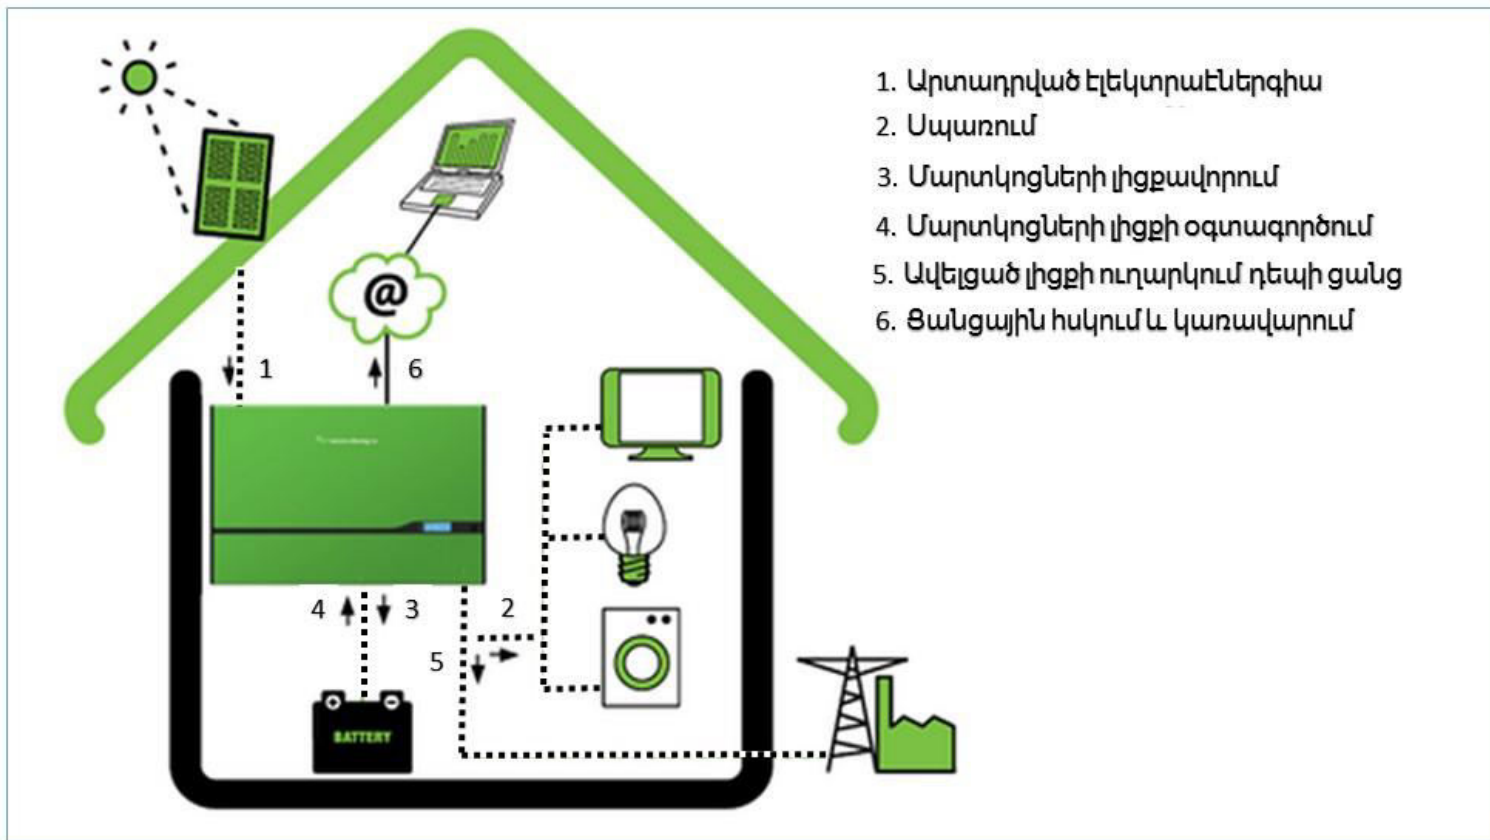 1. Արտադրված էլեկտրաէներգիա
2. Սպառում
3. Մարտկոցների լիցքավորում
4. Մարտկոցների լիցքի օգտագործում
5. Ավելցած լիցքի ուղարկում դեպի ցանց
6. Ցանցային հսկում և կառավարում
@
1
6
4
3
2
5
BATTERY